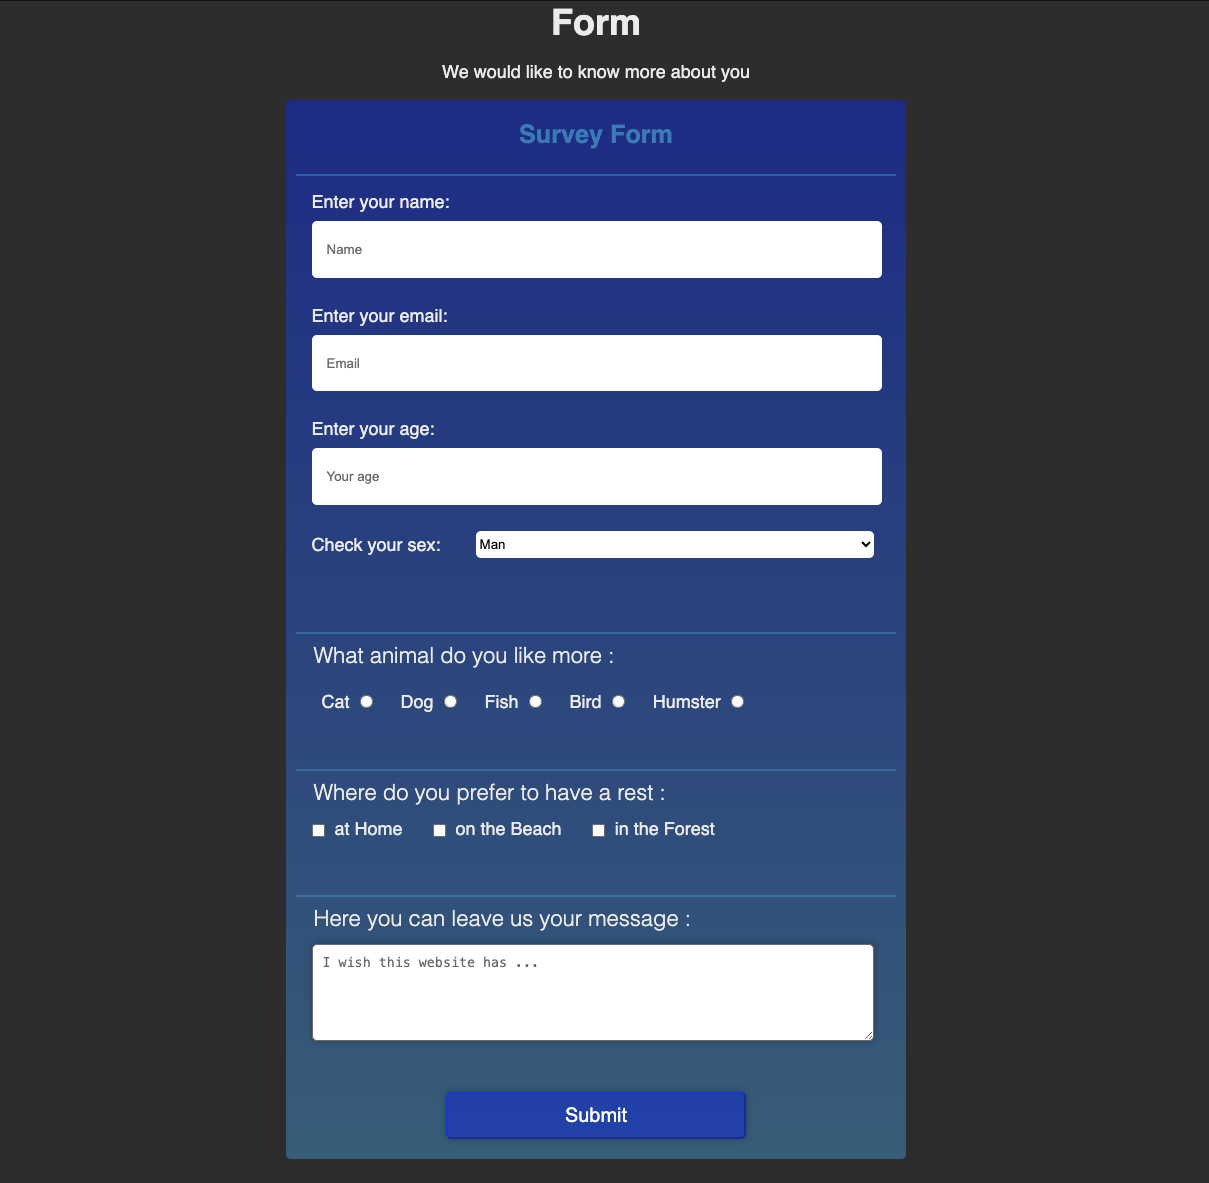 Form
We would like to know more about you
Survey Form
Enter your name:
Name
Enter your email:
Email
Enter your age:
Your age
Check your sex: Man
What animal do you like more :
Cat Dog Fish Bird Humster
Where do you prefer to have a rest :
at Home on the Beach in the Forest
Here you can leave us your message :
I wish this website has ...
Submit